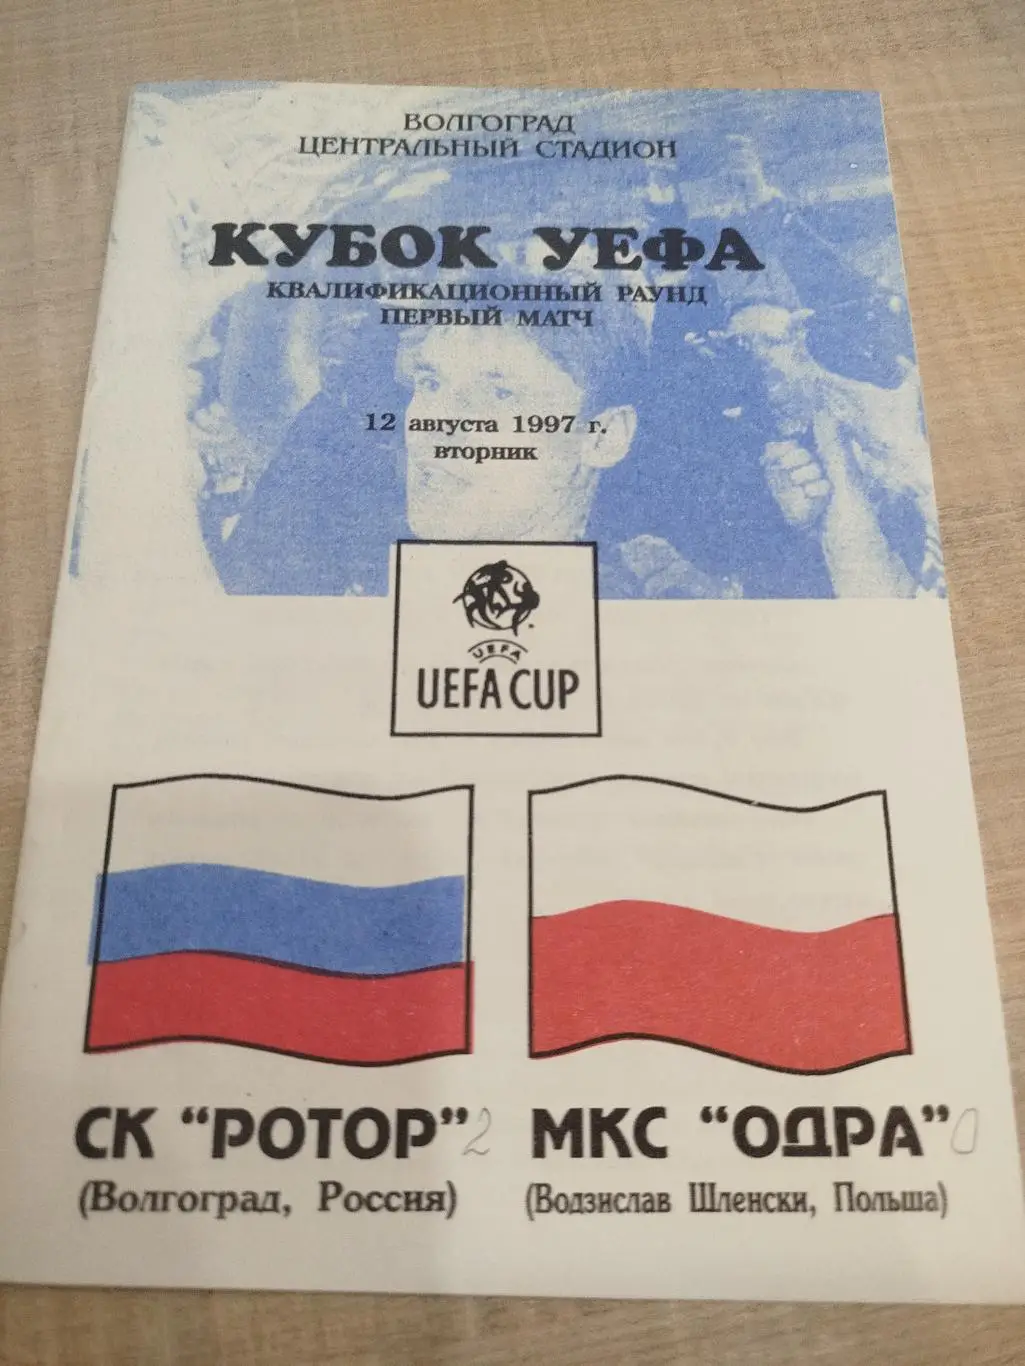 ВОЛГОГРАД
ЦЕНТРАЛЬНЫЙ СТАДИОН
КУБОК УЕФА
КВАЛИФИКАЦИОННЫЙ РАУНД
ПЕРВЫЙ МАТЧ
12 августа 1997 г.
вторник
UEFA
UEFA CUP
СК "РОТОР" 2
(Волгоград, Россия)
МКС "ОДРА" 0
(Водзислав Шленски, Польша)